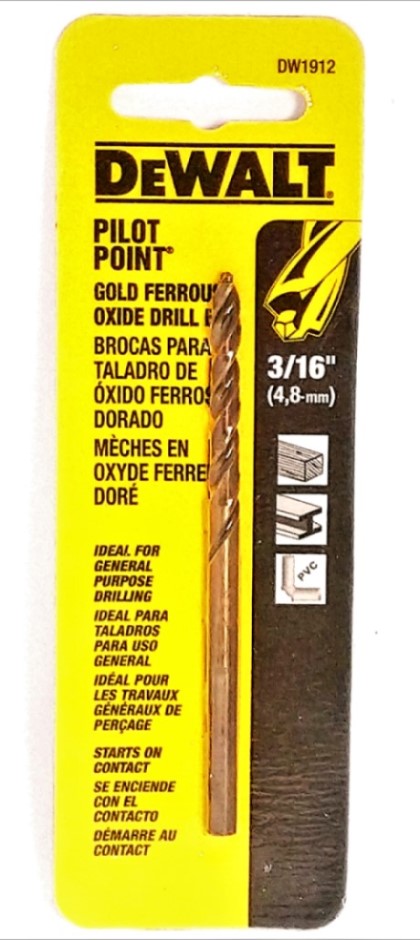 DW1912
DEWALT®
PILOT
POINT®
GOLD FERROU
OXIDE DRILL
BROCAS PARA
TALADRO DE
ÓXIDO FERROS
DORADO
MÈCHES EN
OXYDE FERRE
DORÉ
3/16"
(4,8-mm)
PVC
IDEAL FOR
GENERAL
PURPOSE
DRILLING
IDEAL PARA
TALADROS
PARA USO
GENERAL
IDÉAL POUR
LES TRAVAUX
GÉNÉRAUX DE
PERÇAGE
STARTS ON
CONTACT
SE ENCIENDE
CON EL
CONTACTO
DÉMARRE AU
CONTACT